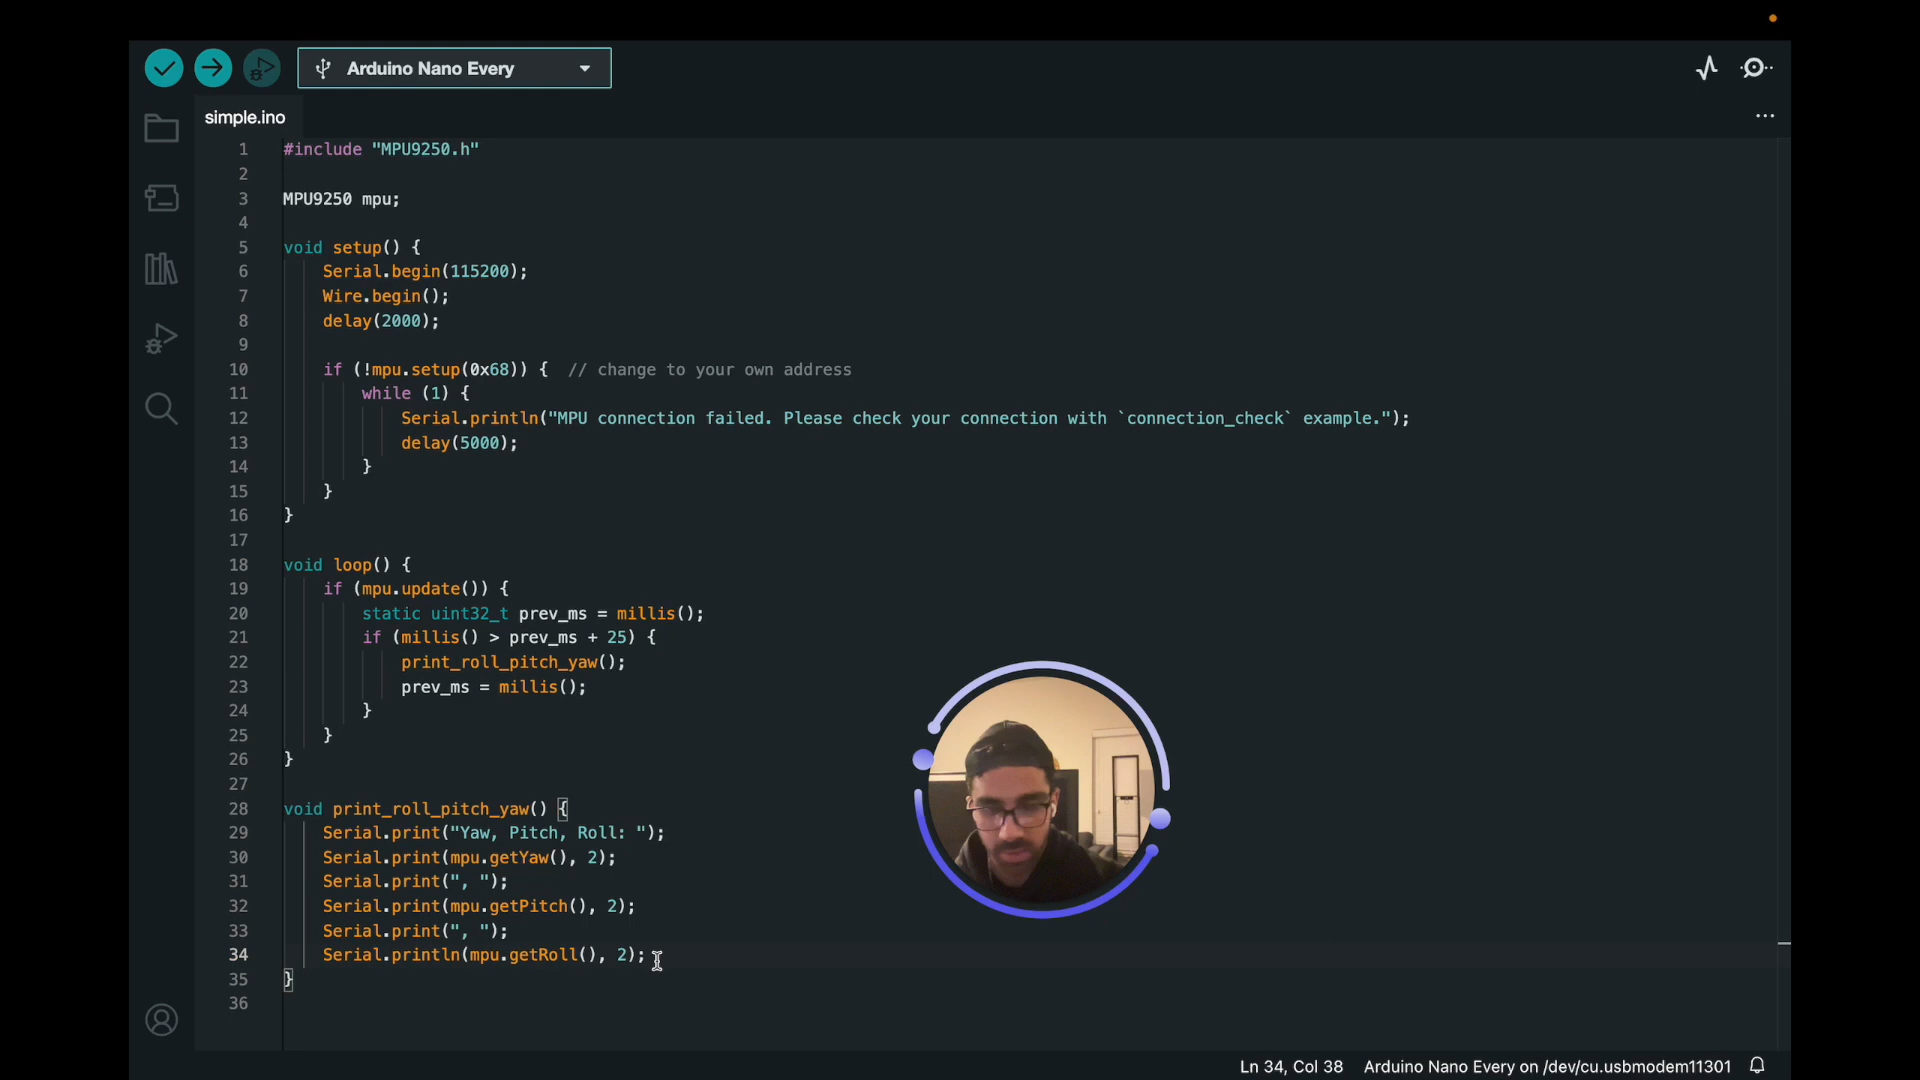 Arduino Nano Every
simple.ino
1 #include "MPU9250.h"
2
3 MPU9250 mpu;
4
5 void setup() {
6 Serial.begin(115200);
7 Wire.begin();
8 delay(2000);
9
10 if (!mpu.setup(0x68)) { // change to your own address
11 while (1) {
12 Serial.println("MPU connection failed. Please check your connection with `connection_check` example.");
13 delay(5000);
14 }
15 }
16 }
17
18 void loop() {
19 if (mpu.update()) {
20 static uint32_t prev_ms = millis();
21 if (millis() > prev_ms + 25) {
22 print_roll_pitch_yaw();
23 prev_ms = millis();
24 }
25 }
26 }
27
28 void print_roll_pitch_yaw() {
29 Serial.print("Yaw, Pitch, Roll: ");
30 Serial.print(mpu.getYaw(), 2);
31 Serial.print(", ");
32 Serial.print(mpu.getPitch(), 2);
33 Serial.print(", ");
34 Serial.println(mpu.getRoll(), 2);
35 }
36
Ln 34, Col 38 Arduino Nano Every on /dev/cu.usbmodem11301